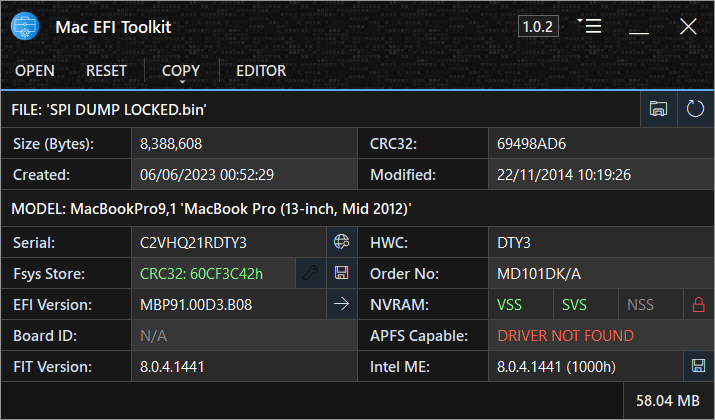 Mac EFI Toolkit 1.0.2
OPEN RESET COPY EDITOR
FILE: 'SPI DUMP LOCKED.bin'
Size (Bytes): 8,388,608 CRC32: 69498AD6
Created: 06/06/2023 00:52:29 Modified: 22/11/2014 10:19:26
MODEL: MacBookPro9,1 'MacBook Pro (13-inch, Mid 2012)'
Serial: C2VHQ21RDTY3 HWC: DTY3
Fsys Store: CRC32: 60CF3C42h Order No: MD101DK/A
EFI Version: MBP91.00D3.B08 NVRAM: VSS SVS NSS
Board ID: N/A APFS Capable: DRIVER NOT FOUND
FIT Version: 8.0.4.1441 Intel ME: 8.0.4.1441 (1000h)
58.04 MB